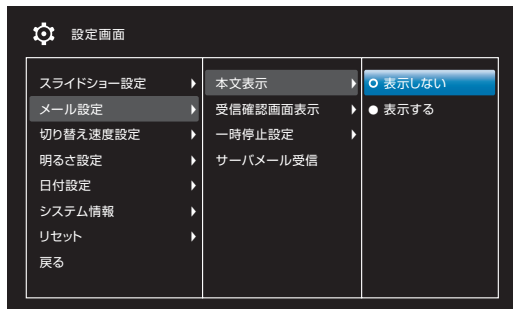 設定画面
スライドショー設定
メール設定
切り替え速度設定
明るさ設定
日付設定
システム情報
リセット
戻る
本文表示
受信確認画面表示
一時停止設定
サーバメール受信
表示しない
表示する